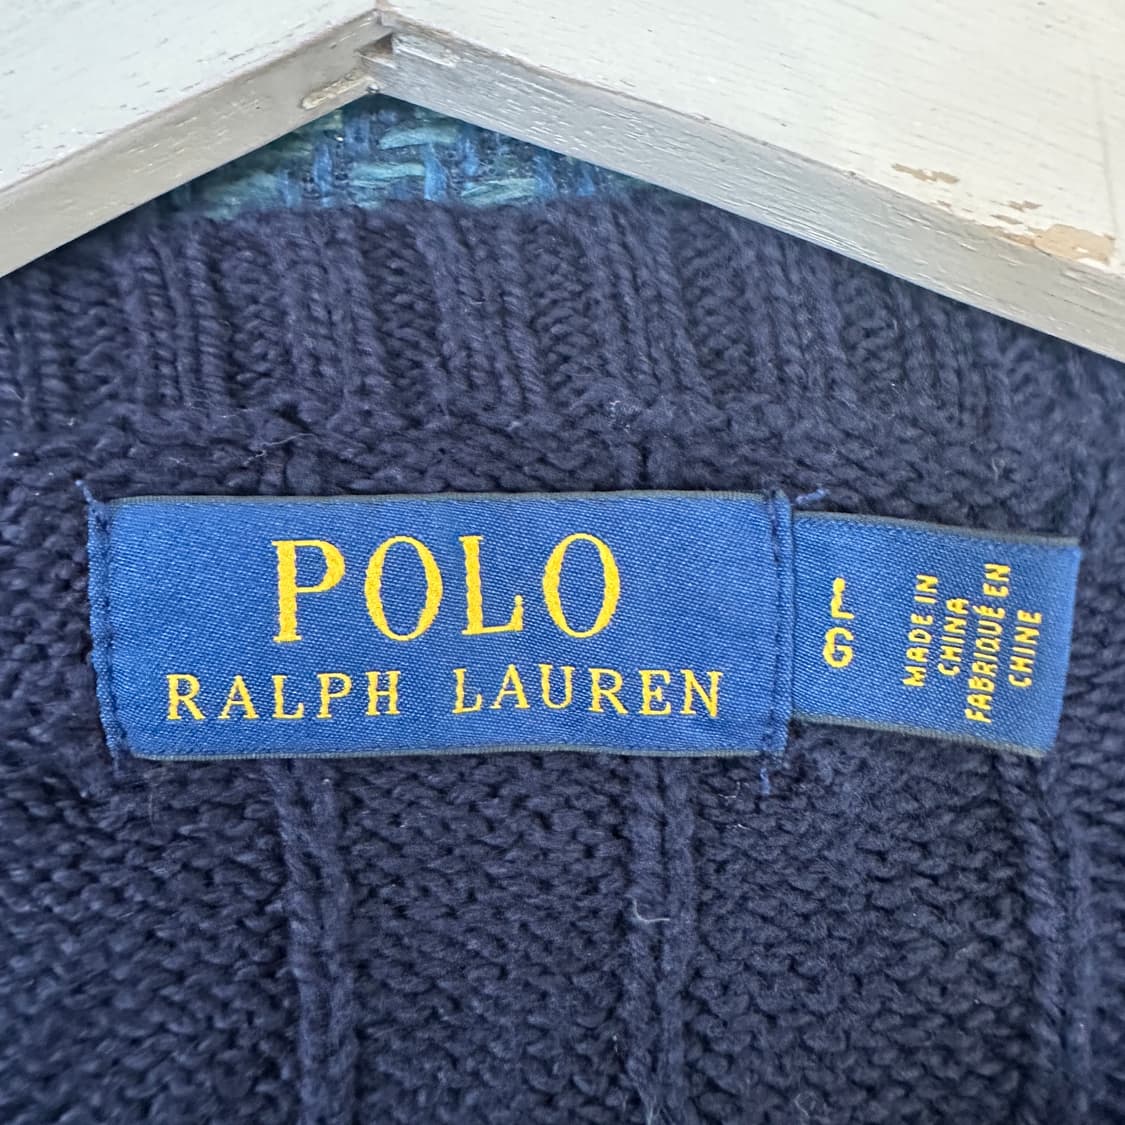 POLO
RALPH LAUREN
L
G
MADE IN
CHINA
FABRIQUÉ EN
CHINE